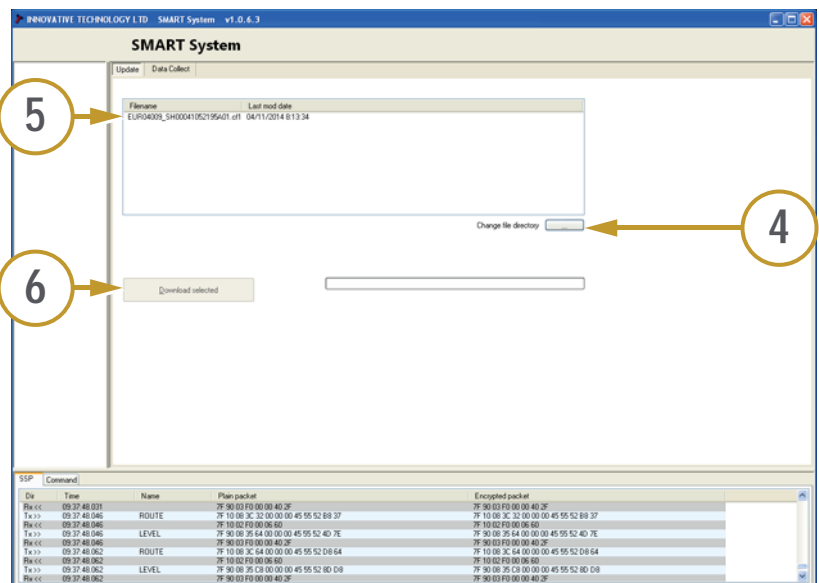 INNOVATIVE TECHNOLOGY LTD SMART System v1.0.6.3
SMART System
Update Data Collect
5
Filename Last mod date
EUR04009_SH00041052195A01.cl1 04/11/2014 8:13:34
Change file directory ...
4
6
Download selected
SSP Command
Dir Time Name Plain packet Encrypted packet
Rx << 09:37:48.031 7F 90 03 F0 00 00 40 2F 7F 90 03 F0 00 00 40 2F
Tx >> 09:37:48.046 ROUTE 7F 10 08 3C 32 00 00 00 45 55 52 B8 37 7F 10 08 3C 32 00 00 00 45 55 52 B8 37
Rx << 09:37:48.046 7F 10 02 F0 00 06 60 7F 10 02 F0 00 06 60
Tx >> 09:37:48.046 LEVEL 7F 90 08 35 64 00 00 00 45 55 52 4D 7E 7F 90 08 35 64 00 00 00 45 55 52 4D 7E
Rx << 09:37:48.046 7F 90 03 F0 00 00 40 2F 7F 90 03 F0 00 00 40 2F
Tx >> 09:37:48.062 ROUTE 7F 10 08 3C 64 00 00 00 45 55 52 D8 64 7F 10 08 3C 64 00 00 00 45 55 52 D8 64
Rx << 09:37:48.062 7F 10 02 F0 00 06 60 7F 10 02 F0 00 06 60
Tx >> 09:37:48.062 LEVEL 7F 90 08 35 C8 00 00 00 45 55 52 8D D8 7F 90 08 35 C8 00 00 00 45 55 52 8D D8
Rx << 09:37:48.062 7F 90 03 F0 00 00 40 2F 7F 90 03 F0 00 00 40 2F